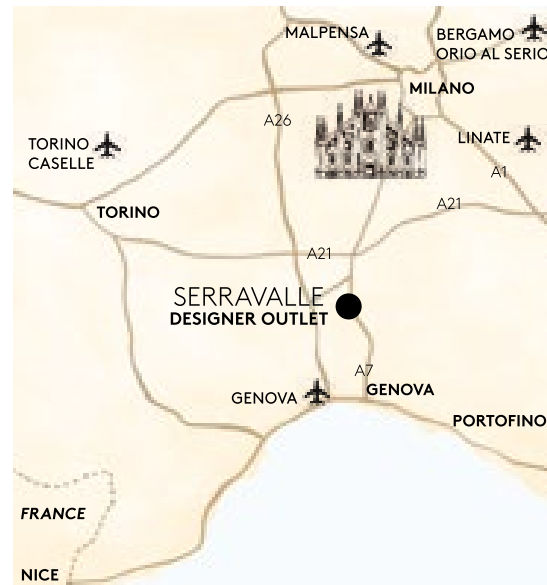 MALPENSA
BERGAMO
ORIO AL SERIO
MILANO
A26
LINATE
TORINO
CASELLE
A1
A21
TORINO
A21
SERRAVALLE
DESIGNER OUTLET
A7
GENOVA
GENOVA
PORTOFINO
FRANCE
NICE